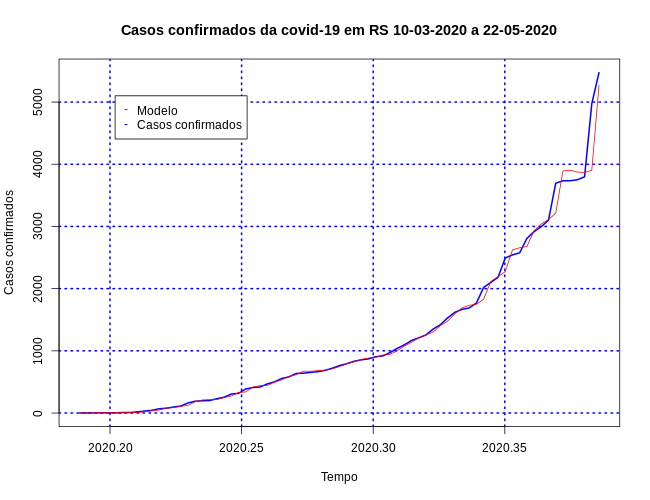 Casos confirmados da covid-19 em RS 10-03-2020 a 22-05-2020
Casos confirmados
5000
4000
3000
2000
1000
0
Modelo
Casos confirmados
2020.20
2020.25
2020.30
2020.35
Tempo